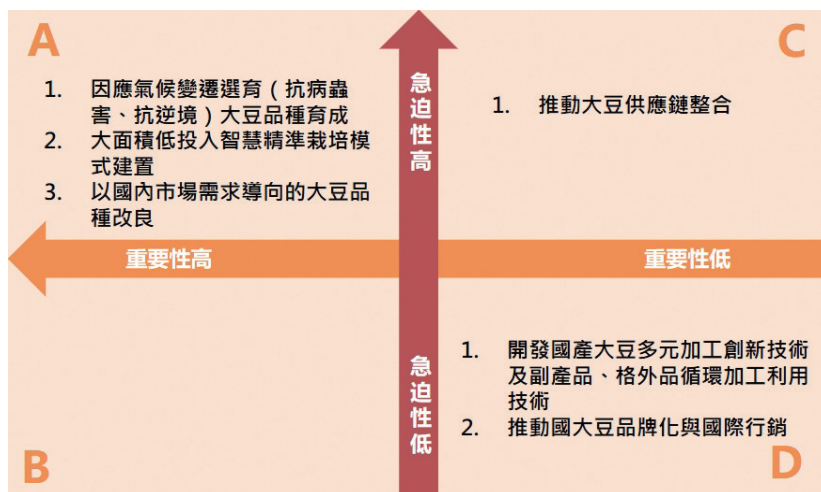 A
1. 因應氣候變遷選育（抗病蟲
害、抗逆境）大豆品種育成
2. 大面積低投入智慧精準栽培模
式建置
3. 以國內市場需求導向的大豆品
種改良
急迫性高
C
1. 推動大豆供應鏈整合
重要性高
重要性低
B
急迫性低
1. 開發國產大豆多元加工創新技術
及副產品、格外品循環加工利用
技術
2. 推動國大豆品牌化與國際行銷
D